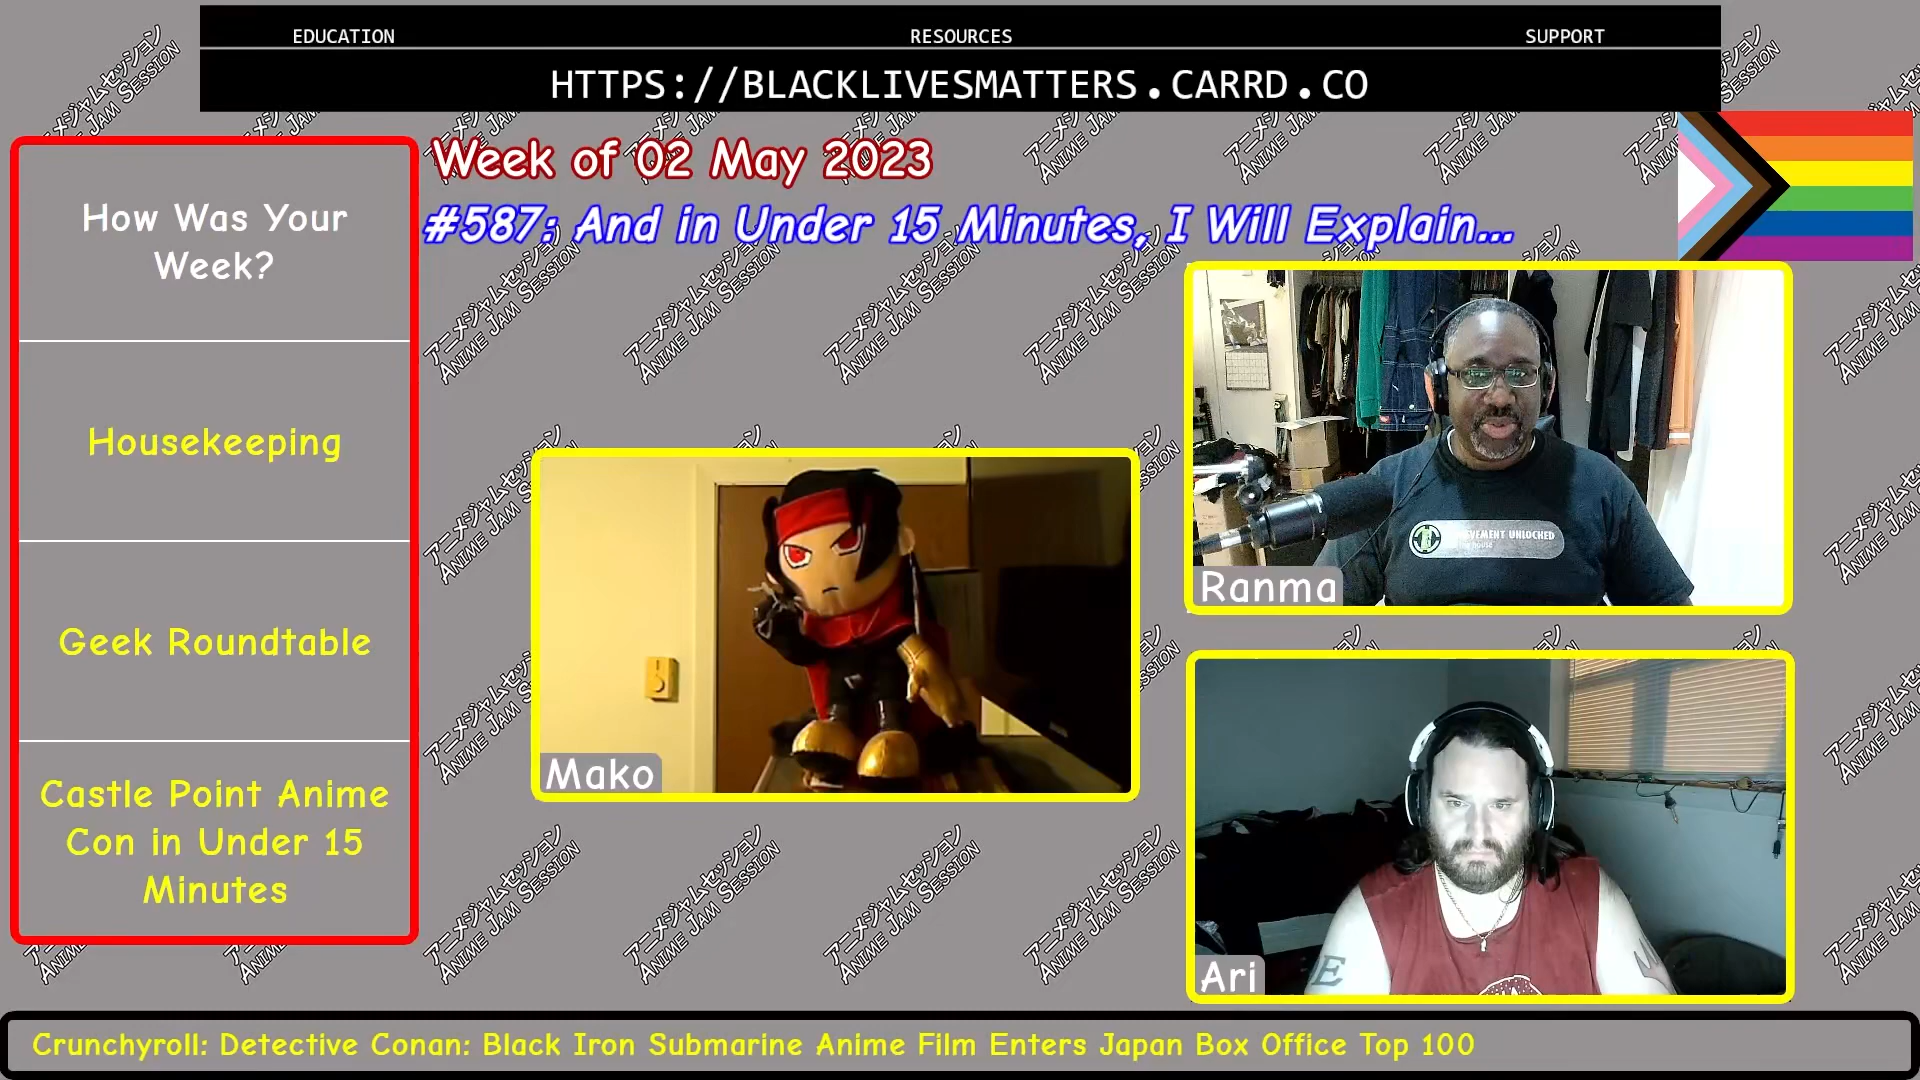 EDUCATION
RESOURCES
SUPPORT
HTTPS://BLACKLIVESMATTERS.CARRD.CO
Week of 02 May 2023
#587: And in Under 15 Minutes, I Will Explain...
How Was Your
Week?
Housekeeping
Geek Roundtable
Castle Point Anime
Con in Under 15
Minutes
Mako
Ranma
VEMENT UNLOCKED
house
Ari
E
アニメジャムセッション
ANIME JAM SESSION
Crunchyroll: Detective Conan: Black Iron Submarine Anime Film Enters Japan Box Office Top 100